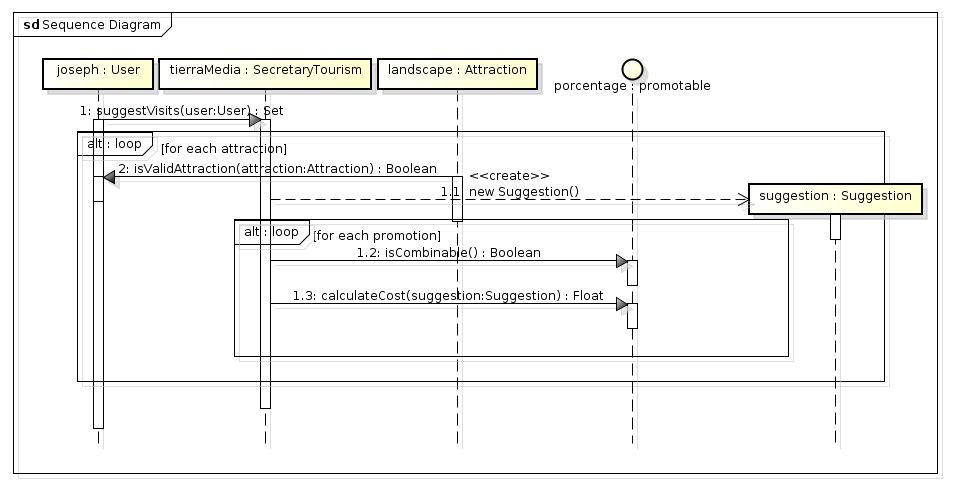 sd Sequence Diagram
joseph : User
tierraMedia : SecretaryTourism
landscape : Attraction
porcentage : promotable
1: suggestVisits(user:User) : Set
alt : loop
[for each attraction]
2: isValidAttraction(attraction:Attraction) : Boolean
<<create>>
1.1 new Suggestion()
suggestion : Suggestion
alt : loop
[for each promotion]
1.2: isCombinable() : Boolean
1.3: calculateCost(suggestion:Suggestion) : Float